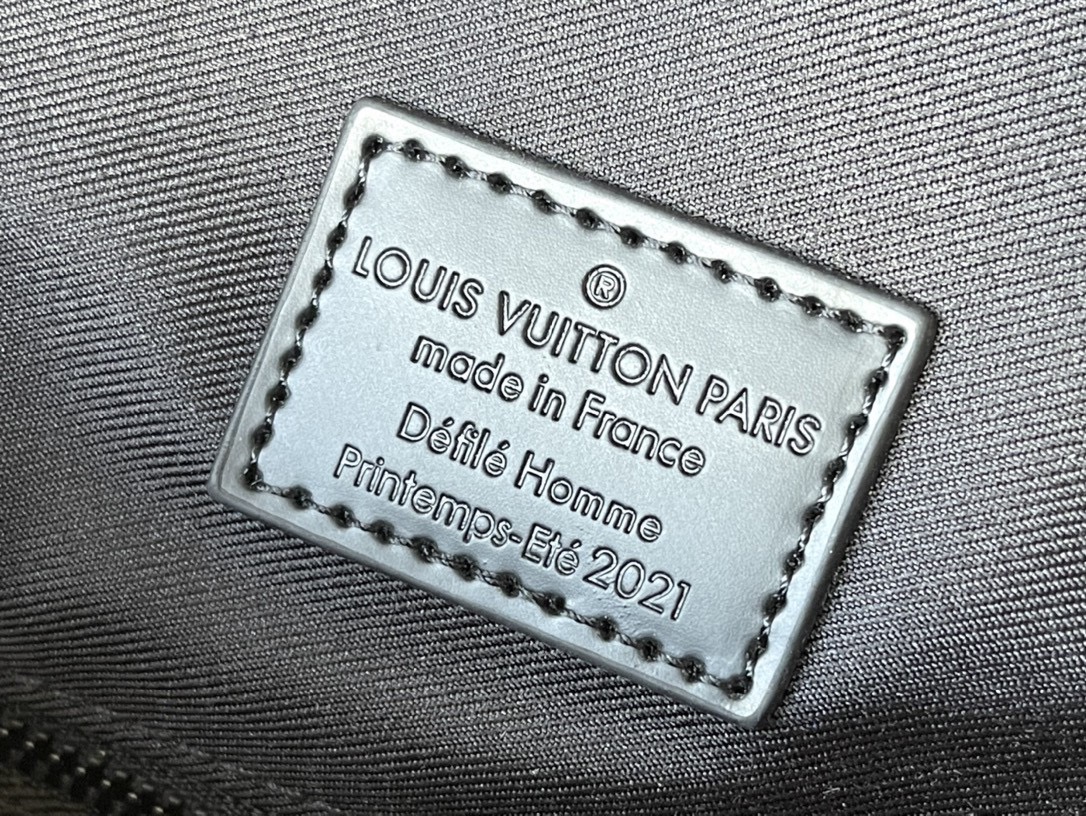 ®
LOUIS VUITTON PARIS
made in France
Défilé Homme
Printemps-Eté 2021